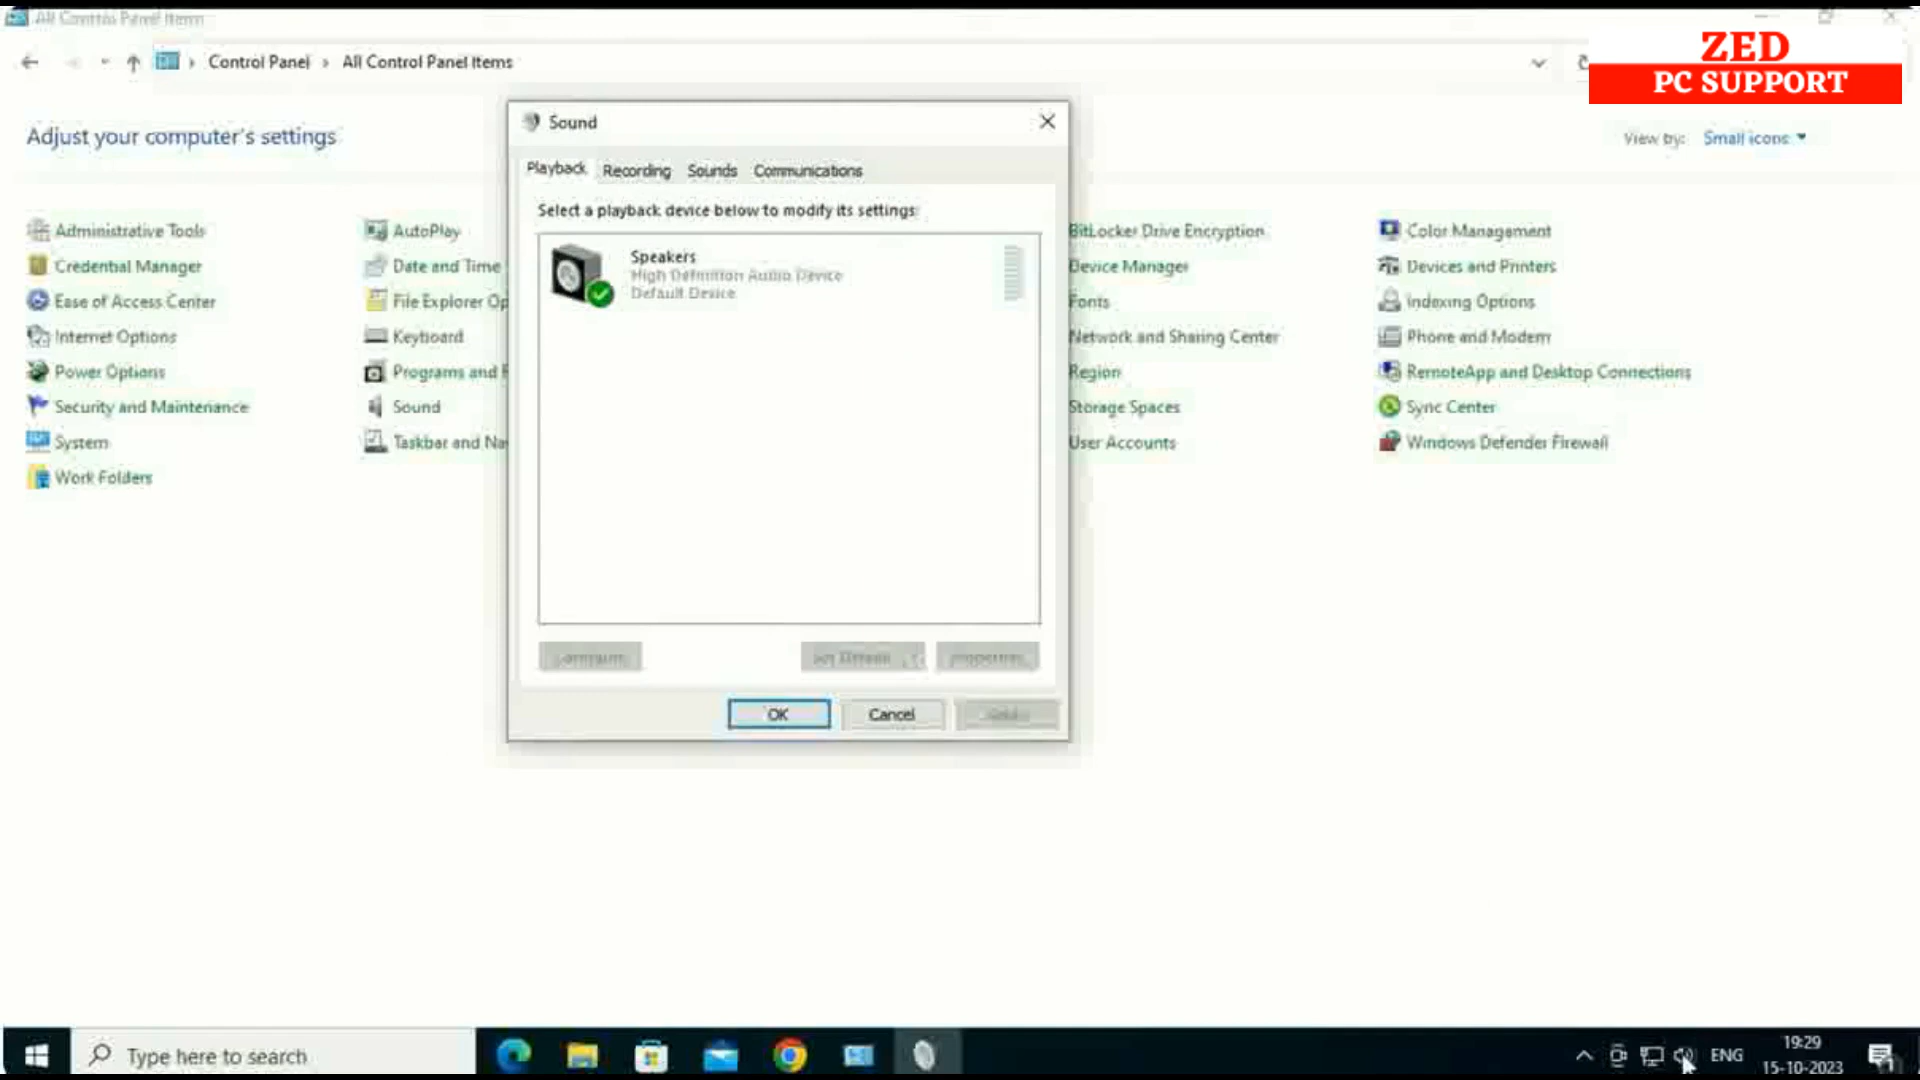 All Control Panel Items
Control Panel › All Control Panel Items
ZED
PC SUPPORT
Adjust your computer's settings
View by: Small icons
Sound
Playback Recording Sounds Communications
Select a playback device below to modify its settings:
Speakers
High Definition Audio Device
Default Device
OK Cancel
Administrative Tools
Credential Manager
Ease of Access Center
Internet Options
Power Options
Security and Maintenance
System
Work Folders
AutoPlay
Date and Time
File Explorer Op
Keyboard
Programs and F
Sound
Taskbar and Na
BitLocker Drive Encryption
Device Manager
Fonts
Network and Sharing Center
Region
Storage Spaces
User Accounts
Color Management
Devices and Printers
Indexing Options
Phone and Modem
RemoteApp and Desktop Connections
Sync Center
Windows Defender Firewall
Type here to search
ENG
19:29
15-10-2023